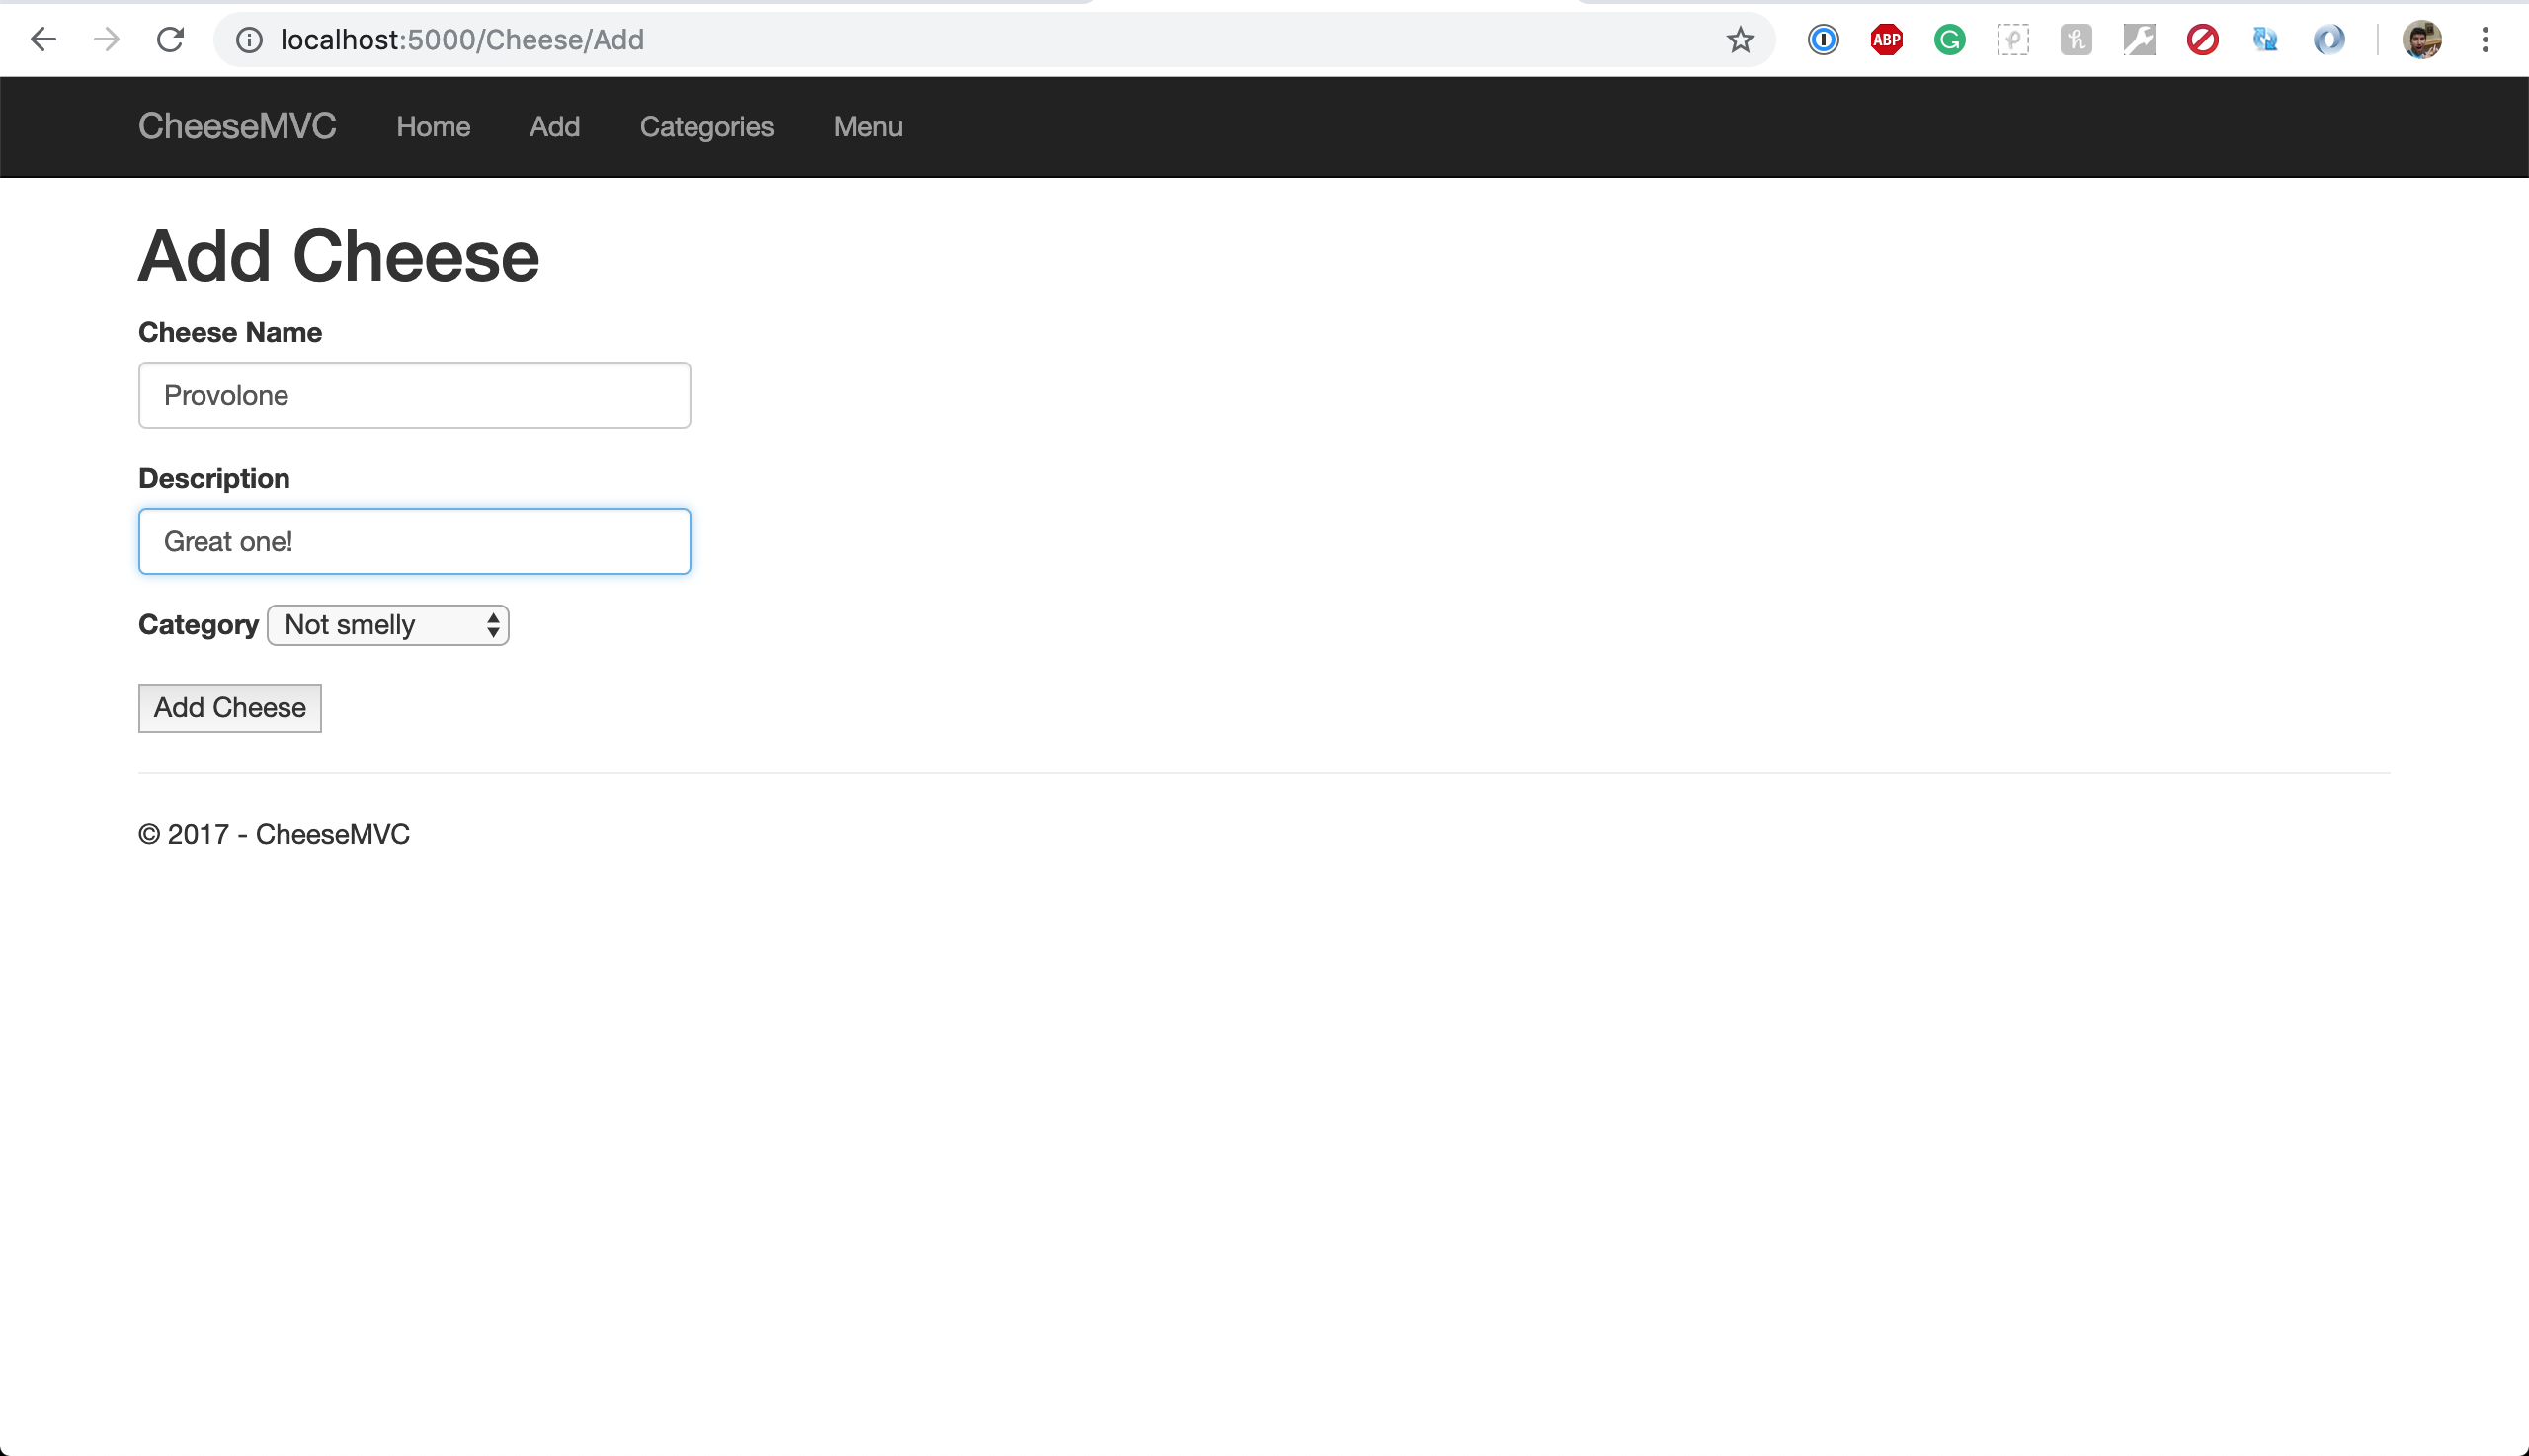 localhost:5000/Cheese/Add
ABP
CheeseMVC Home Add Categories Menu
Add Cheese
Cheese Name
Provolone
Description
Great one!
Category Not smelly
Add Cheese
© 2017 - CheeseMVC